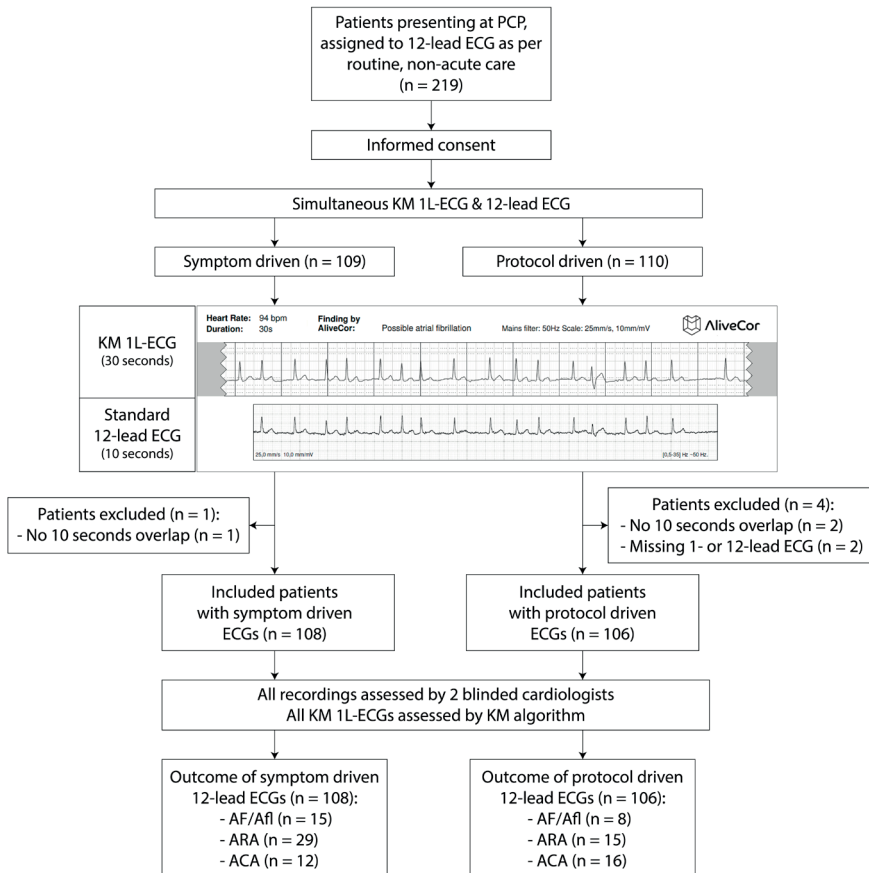 Patients presenting at PCP,
assigned to 12-lead ECG as per
routine, non-acute care
(n = 219)
Informed consent
Simultaneous KM 1L-ECG & 12-lead ECG
Symptom driven (n = 109)
Protocol driven (n = 110)
KM 1L-ECG
(30 seconds)
Heart Rate: 94 bpm
Duration: 30s
Finding by
AliveCor: Possible atrial fibrillation
Mains filter: 50Hz Scale: 25mm/s, 10mm/mV
AliveCor
Standard
12-lead ECG
(10 seconds)
25,0 mm/s 10,0 mm/mV
[0,5-35] Hz ~50 Hz.
Patients excluded (n = 1):
- No 10 seconds overlap (n = 1)
Patients excluded (n = 4):
- No 10 seconds overlap (n = 2)
- Missing 1- or 12-lead ECG (n = 2)
Included patients
with symptom driven
ECGs (n = 108)
Included patients
with protocol driven
ECGs (n = 106)
All recordings assessed by 2 blinded cardiologists
All KM 1L-ECGs assessed by KM algorithm
Outcome of symptom driven
12-lead ECGs (n = 108):
- AF/Afl (n = 15)
- ARA (n = 29)
- ACA (n = 12)
Outcome of protocol driven
12-lead ECGs (n = 106):
- AF/Afl (n = 8)
- ARA (n = 15)
- ACA (n = 16)